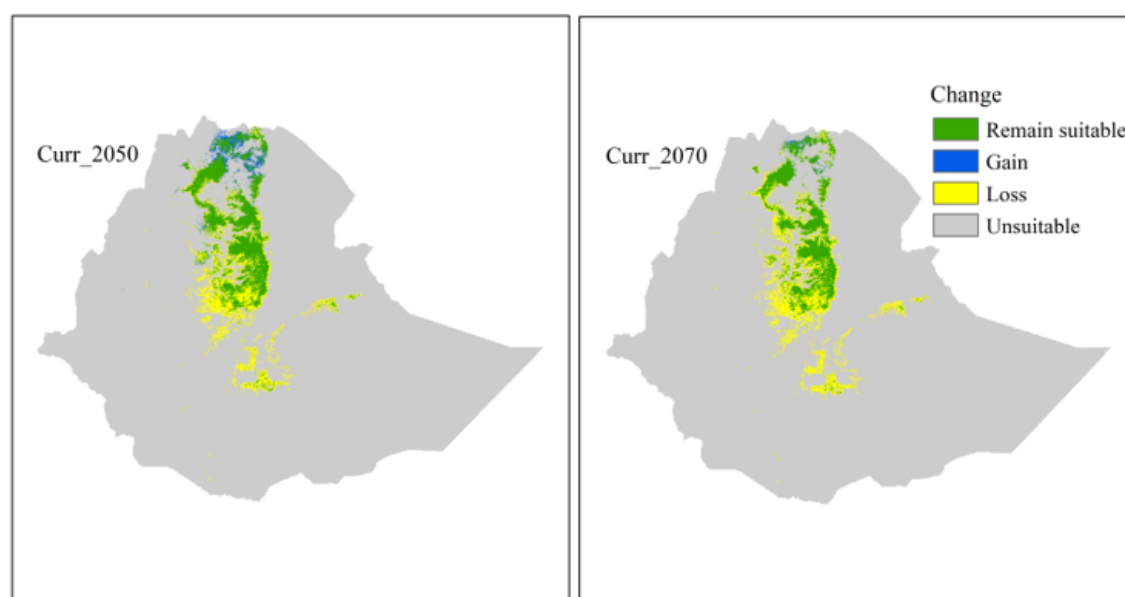 Curr_2050
Curr_2070
Change
Remain suitable
Gain
Loss
Unsuitable